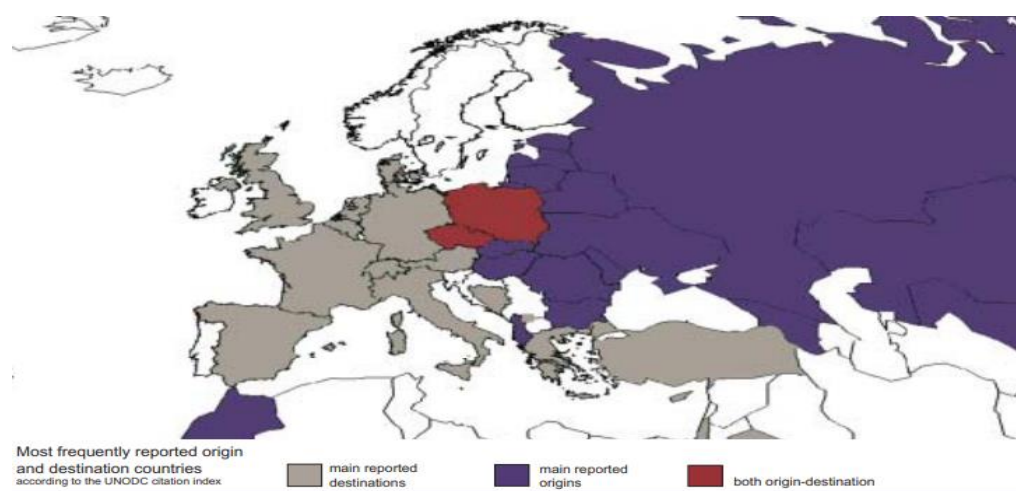 Most frequently reported origin
and destination countries
according to the UNODC citation index
main reported
destinations
main reported
origins
both origin-destination